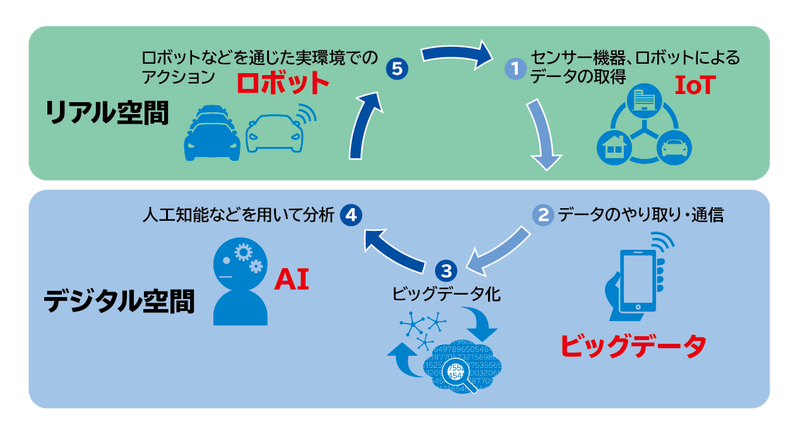 ロボットなどを通じた実環境での
アクション
ロボット
5
1
センサー機器、ロボットによる
データの取得
IoT
リアル空間
人工知能などを用いて分析
4
2
データのやり取り・通信
3
ビッグデータ化
AI
デジタル空間
ビッグデータ